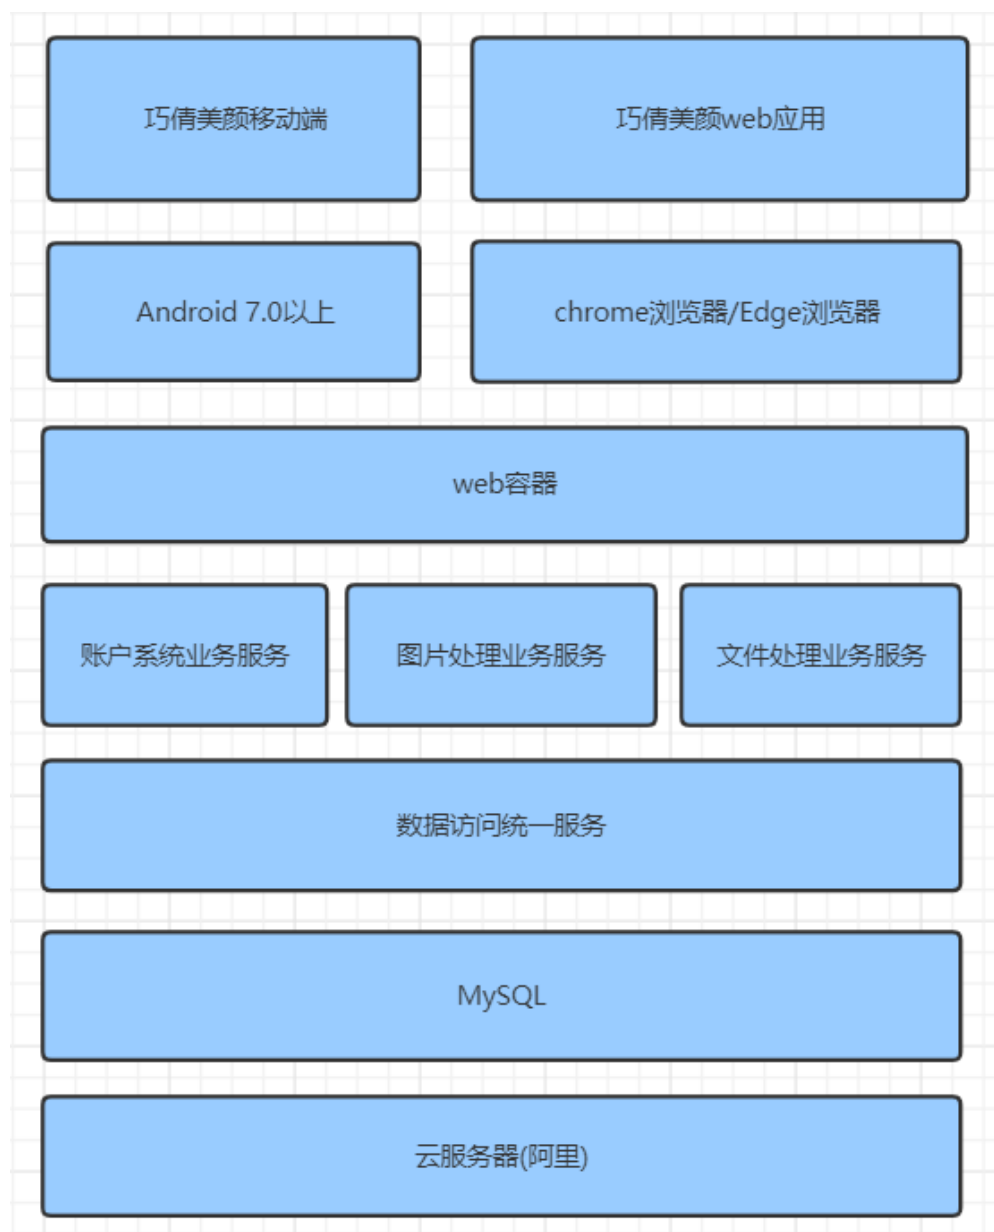 巧倩美颜移动端
巧倩美颜web应用
Android 7.0以上
chrome浏览器/Edge浏览器
web容器
账户系统业务服务
图片处理业务服务
文件处理业务服务
数据访问统一服务
MySQL
云服务器(阿里)